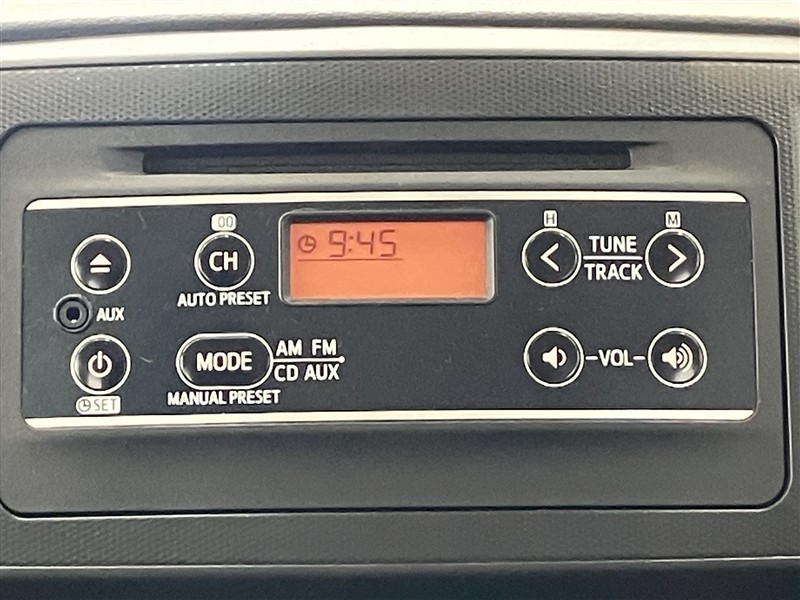 :00
CH
AUTO PRESET
AUX
MODE
AM FM
CD AUX
MANUAL PRESET
SET
9:45
H
M
TUNE
TRACK
-VOL-